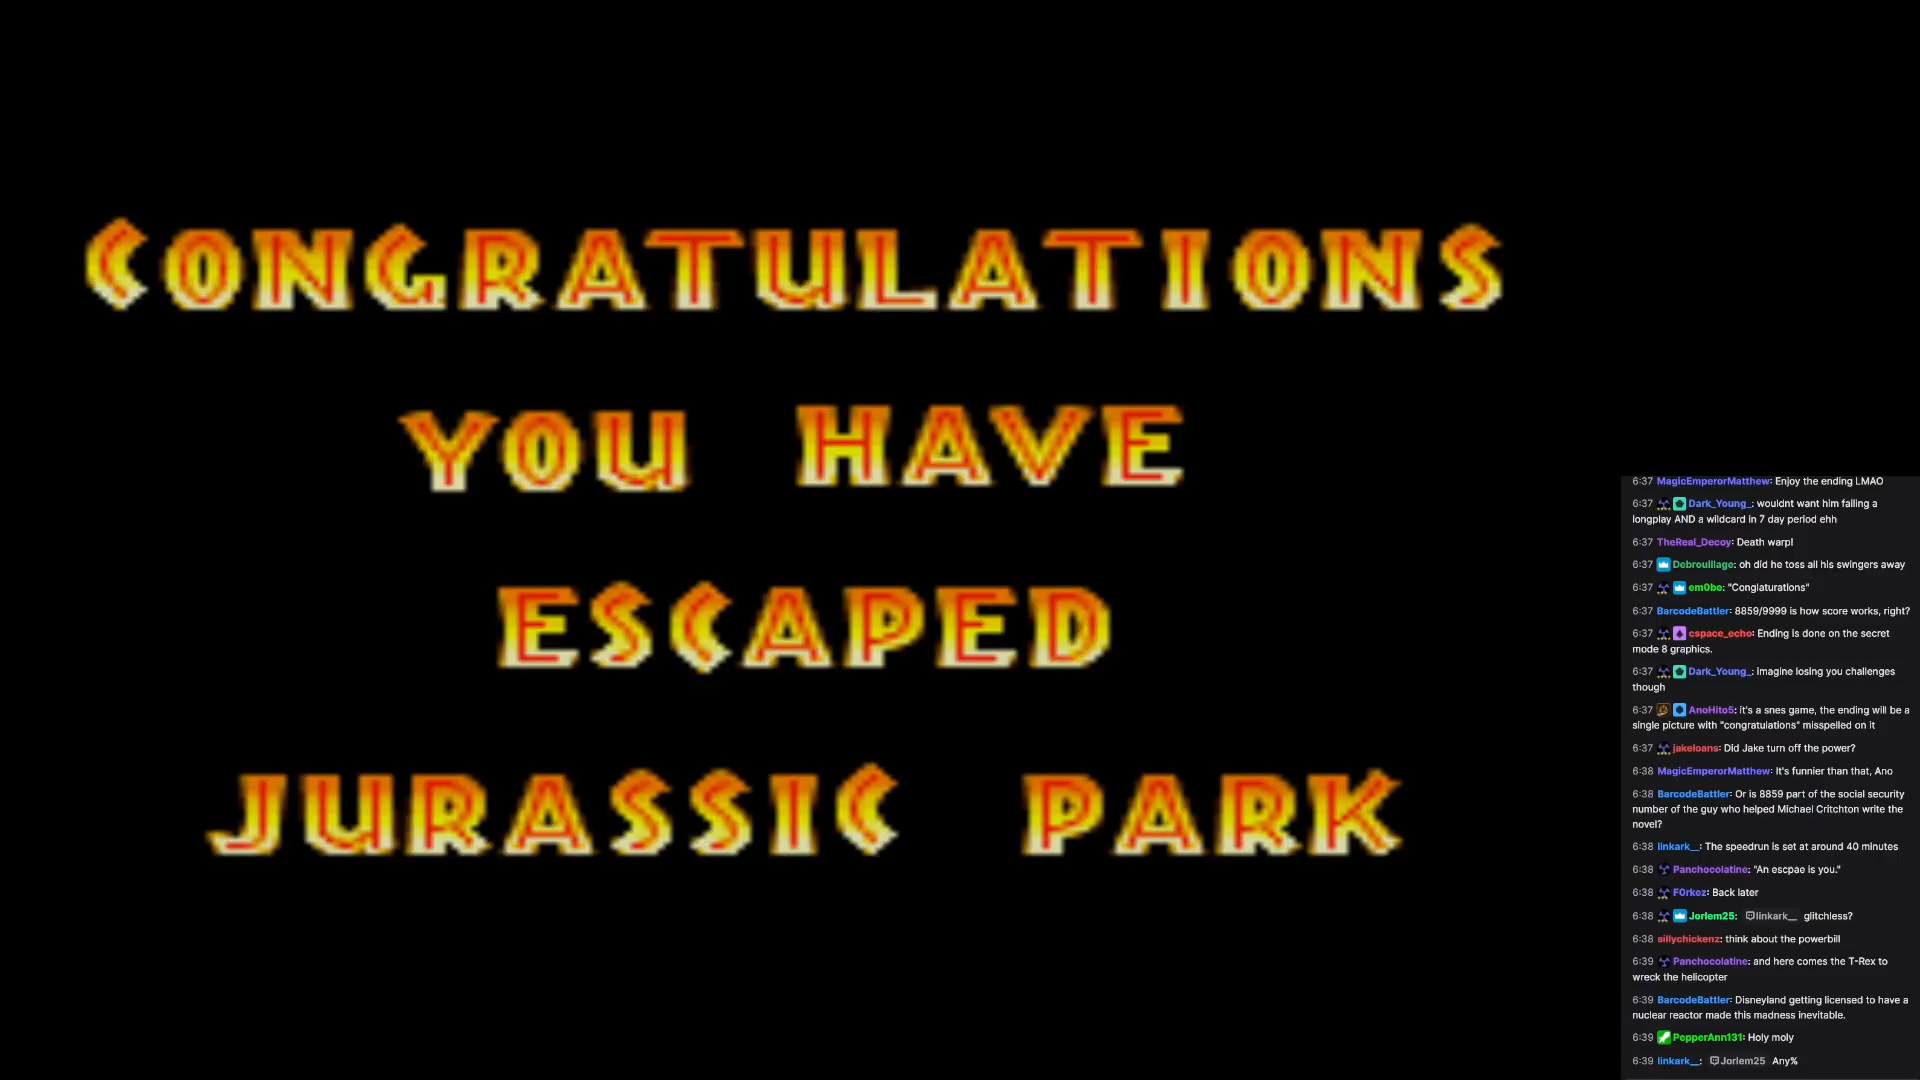 CONGRATULATIONS
YOU HAVE
ESCAPED
JURASSIC PARK
6:37 MagicEmperorMatthew: Enjoy the ending LMAO
6:37 Dark_Young_: wouldnt want him failing a
longplay AND a wildcard in 7 day period ehh
6:37 TheReal_Decoy: Death warp!
6:37 Debrouillage: oh did he toss all his swingers away
6:37 em0be: "Congiaturations"
6:37 BarcodeBattler: 8859/9999 is how score works, right?
6:37 cspace_echo: Ending is done on the secret
mode 8 graphics.
6:37 Dark_Young_: imagine losing you challenges
though
6:37 AnoHito5: it's a snes game, the ending will be a
single picture with "congratulations" misspelled on it
6:37 jakeloans: Did Jake turn off the power?
6:38 MagicEmperorMatthew: It's funnier than that, Ano
6:38 BarcodeBattler: Or is 8859 part of the social security
number of the guy who helped Michael Critchton write the
novel?
6:38 linkark__: The speedrun is set at around 40 minutes
6:38 Panchocolatine: "An escpae is you."
6:38 F0rkez: Back later
6:38 Jorlem25: linkark__ glitchless?
6:38 sillychickenz: think about the powerbill
6:39 Panchocolatine: and here comes the T-Rex to
wreck the helicopter
6:39 BarcodeBattler: Disneyland getting licensed to have a
nuclear reactor made this madness inevitable.
6:39 PepperAnn131: Holy moly
6:39 linkark__: Jorlem25 Any%